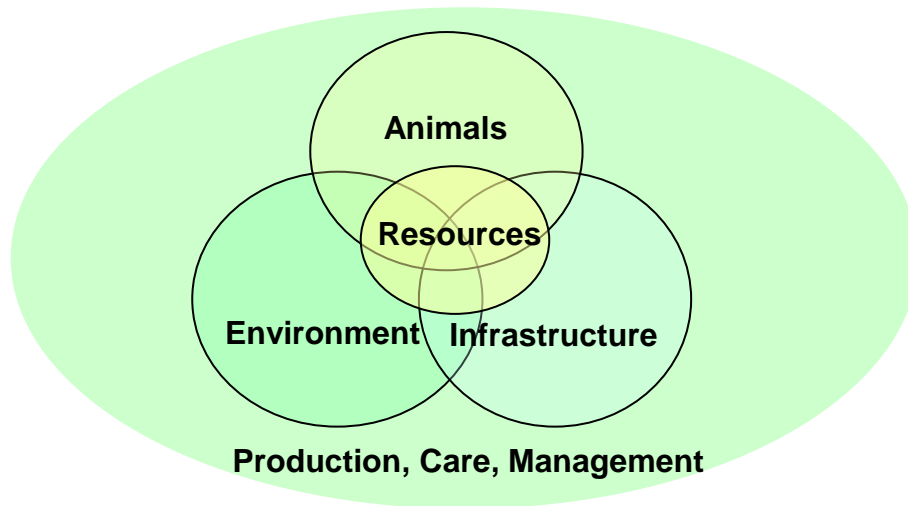 Animals
Resources
Environment
Infrastructure
Production, Care, Management